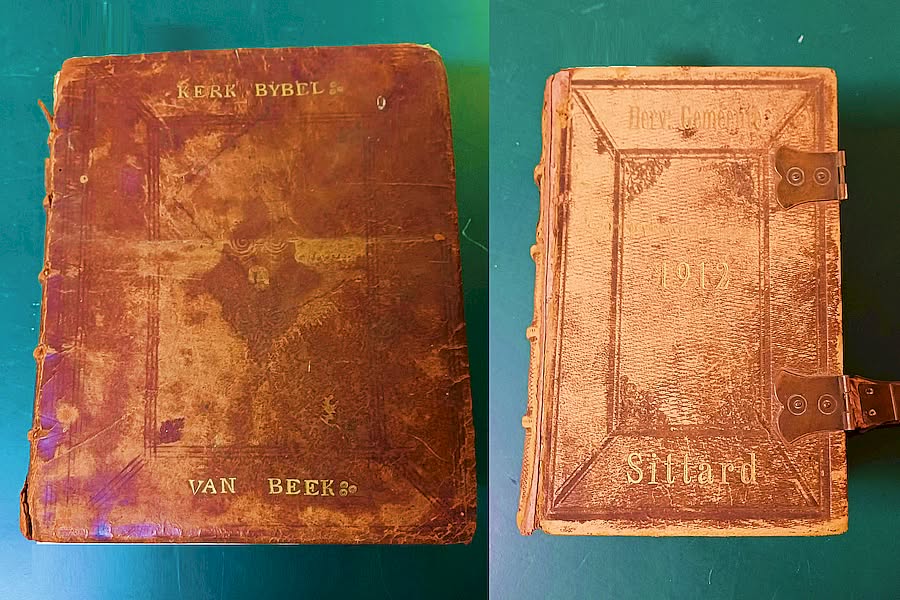 KERK BYBEL
VAN BEEK
Herv: Gemeente
1912
Sittard